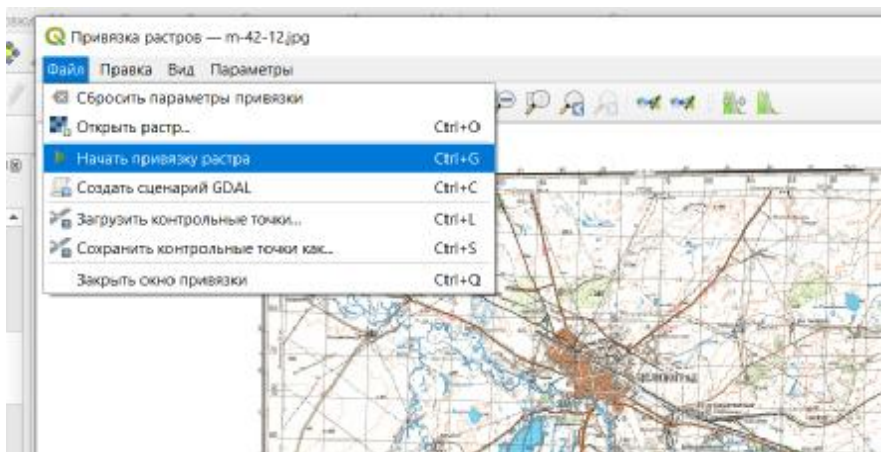 Привязка растров — m-42-12.jpg
Файл Правка Вид Параметры
Сбросить параметры привязки
Открыть растр... Ctrl+O
Начать привязку растра Ctrl+G
Создать сценарий GDAL Ctrl+C
Загрузить контрольные точки... Ctrl+L
Сохранить контрольные точки как... Ctrl+S
Закрыть окно привязки Ctrl+Q
ЦЕЛИНОГРАД